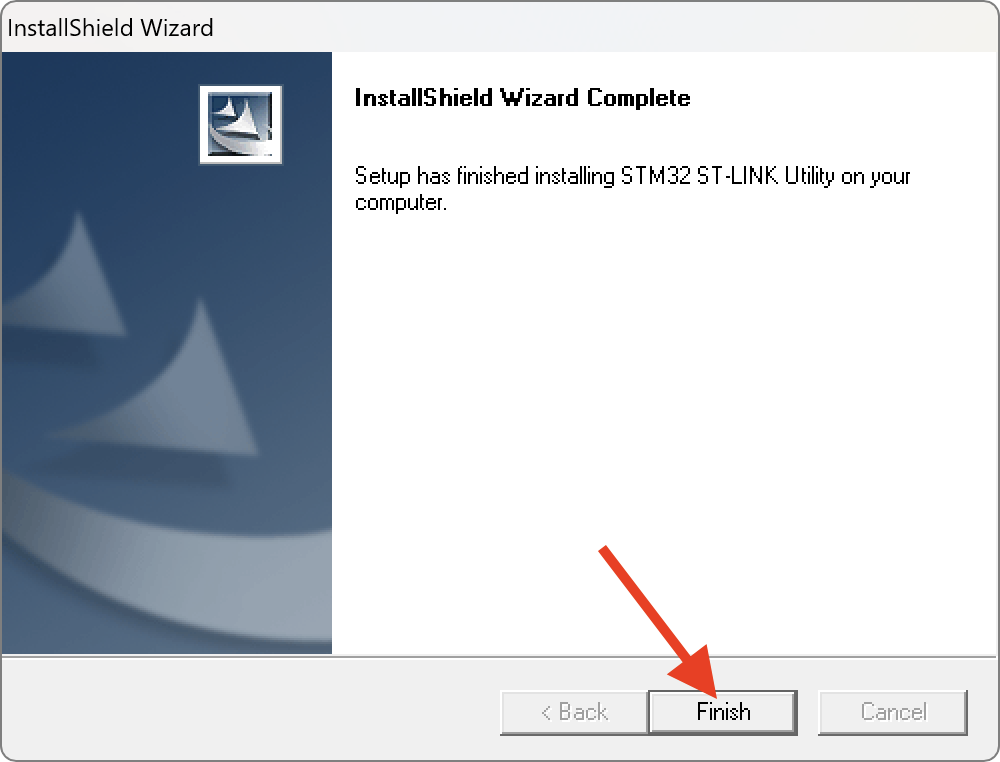 InstallShield Wizard
InstallShield Wizard Complete
Setup has finished installing STM32 ST-LINK Utility on your
computer.
< Back
Finish
Cancel